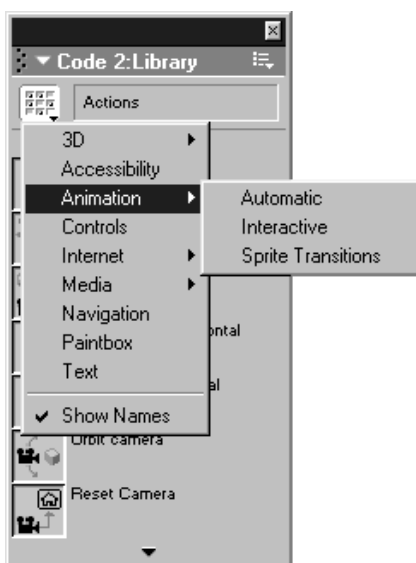 Code 2:Library
Actions
3D
Accessibility
Animation
Automatic
Controls
Interactive
Internet
Sprite Transitions
Media
Navigation
Paintbox
Text
Show Names
Orbit camera
Reset Camera